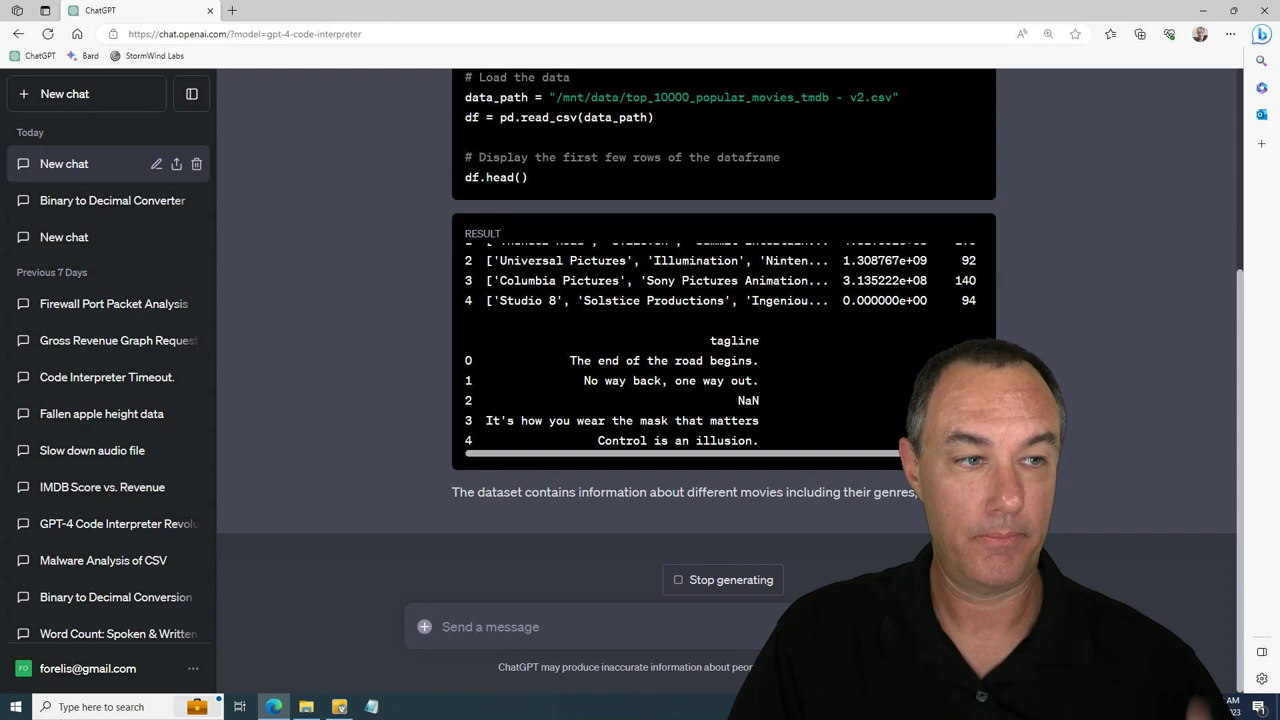 ChatGPT
https://chat.openai.com/?model=gpt-4-code-interpreter
ChatGPT
Bard
StormWind Labs
New chat
Today
New chat
Binary to Decimal Converter
New chat
Previous 7 Days
Firewall Port Packet Analysis
Gross Revenue Graph Request
Code Interpreter Timeout.
Fallen apple height data
Slow down audio file
IMDB Score vs. Revenue
GPT-4 Code Interpreter Revolu
Malware Analysis of CSV
Binary to Decimal Conversion
Word Count: Spoken & Written
forelis@gmail.com
# Load the data
data_path = "/mnt/data/top_10000_popular_movies_tmdb - v2.csv"
df = pd.read_csv(data_path)
# Display the first few rows of the dataframe
df.head()
RESULT
2 ['Universal Pictures', 'Illumination', 'Ninten... 1.308767e+09 92
3 ['Columbia Pictures', 'Sony Pictures Animation... 3.135222e+08 140
4 ['Studio 8', 'Solstice Productions', 'Ingeniou... 0.000000e+00 94
tagline
0 The end of the road begins.
1 No way back, one way out.
2 NaN
3 It's how you wear the mask that matters
4 Control is an illusion.
The dataset contains information about different movies including their genres,
Stop generating
Send a message
ChatGPT may produce inaccurate information about
Type here to search